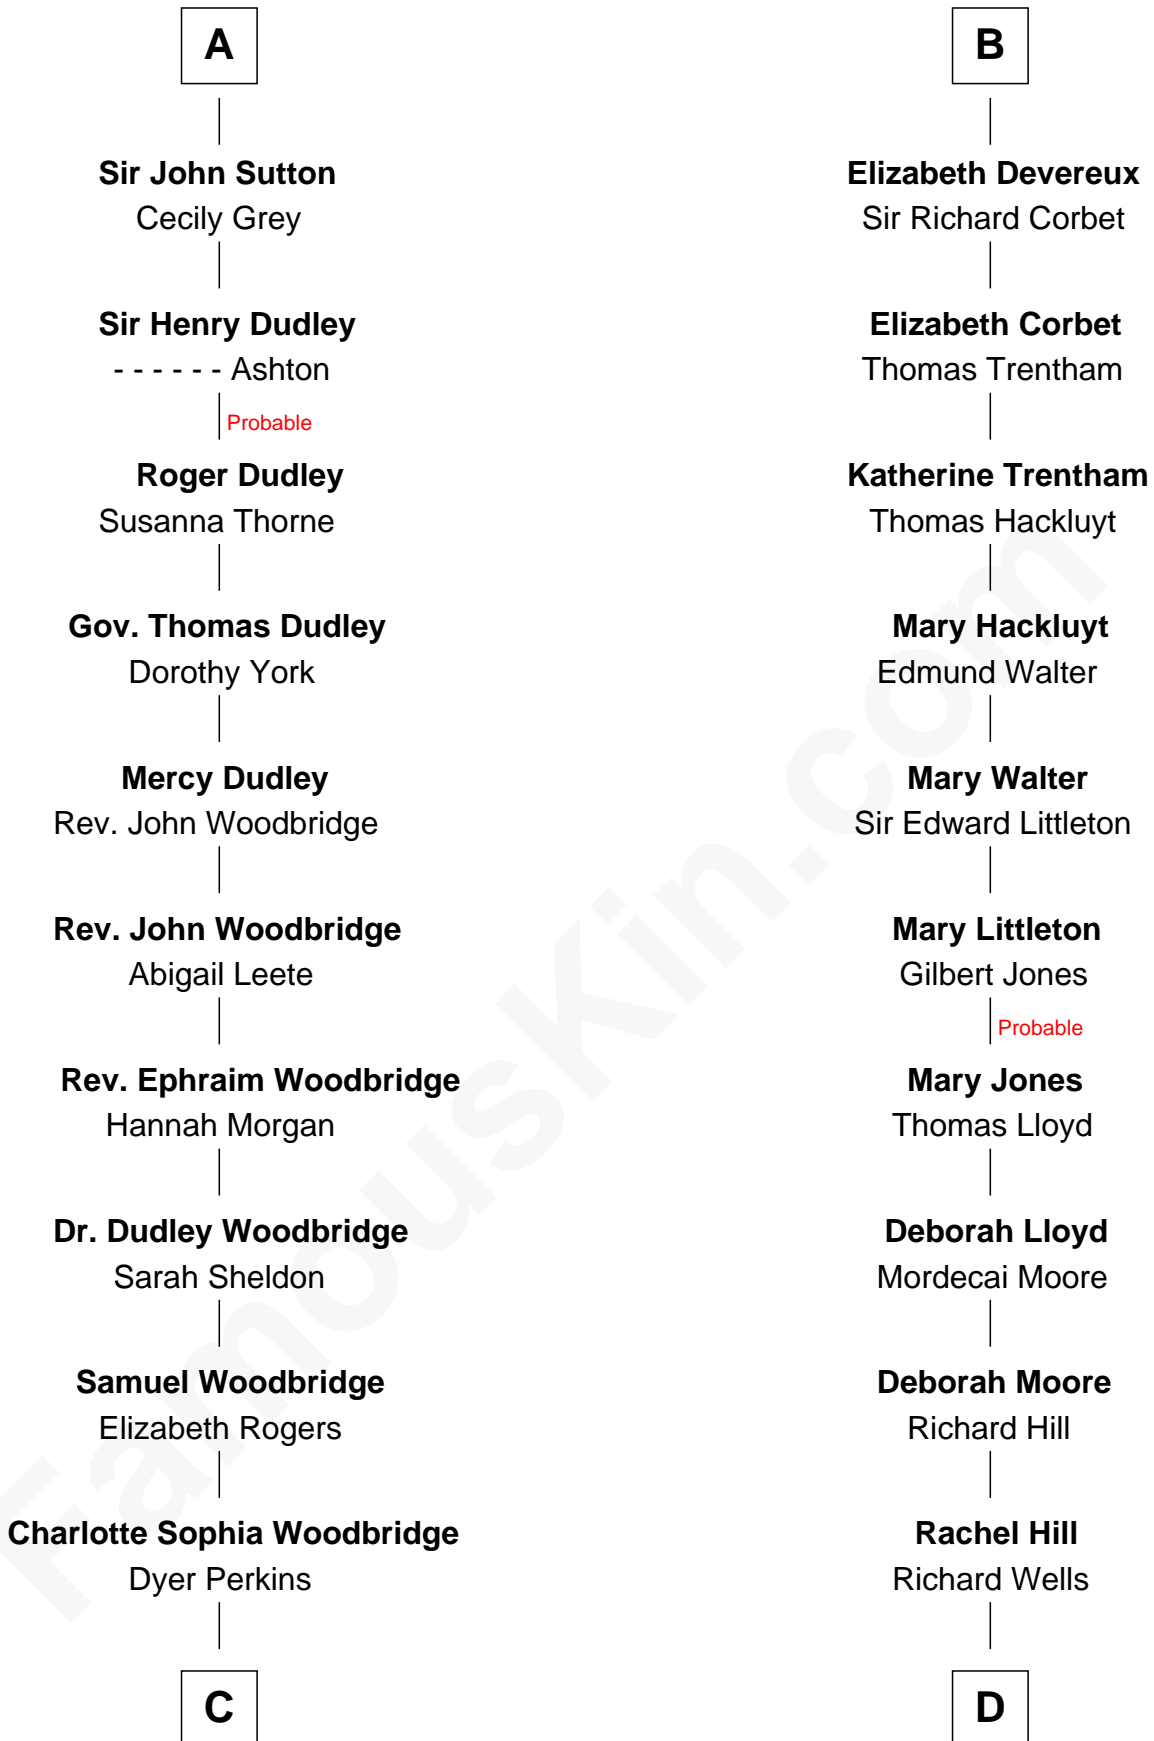 A
Sir John Sutton
Cecily Grey
Sir Henry Dudley
- - - - - - Ashton
Probable
Roger Dudley
Susanna Thorne
Gov. Thomas Dudley
Dorothy York
Mercy Dudley
Rev. John Woodbridge
Rev. John Woodbridge
Abigail Leete
Rev. Ephraim Woodbridge
Hannah Morgan
Dr. Dudley Woodbridge
Sarah Sheldon
Samuel Woodbridge
Elizabeth Rogers
Charlotte Sophia Woodbridge
Dyer Perkins
C
B
Elizabeth Devereux
Sir Richard Corbet
Elizabeth Corbet
Thomas Trentham
Katherine Trentham
Thomas Hackluyt
Mary Hackluyt
Edmund Walter
Mary Walter
Sir Edward Littleton
Mary Littleton
Gilbert Jones
Probable
Mary Jones
Thomas Lloyd
Deborah Lloyd
Mordecai Moore
Deborah Moore
Richard Hill
Rachel Hill
Richard Wells
D
FamousKin.com